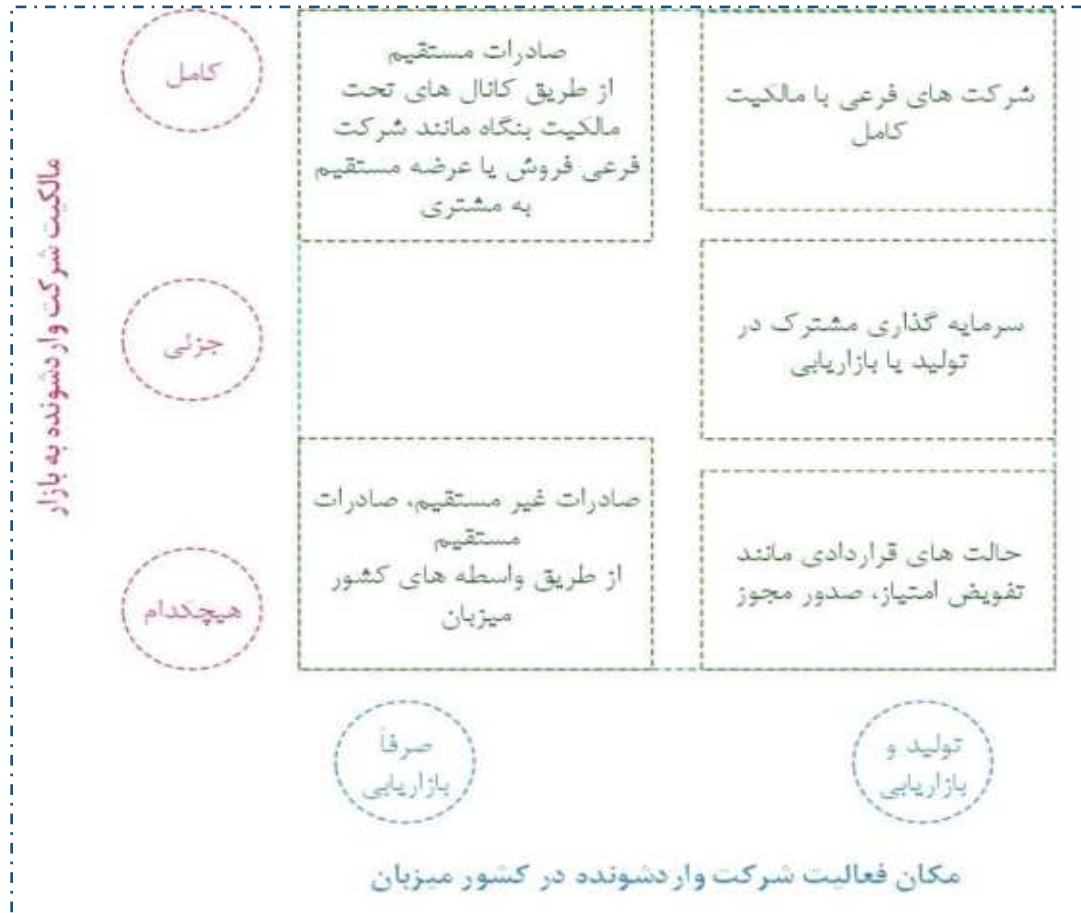 مالکیت شرکت واردشونده به بازار
کامل
صادرات مستقیم
از طریق کانال های تحت
مالکیت بنگاه مانند شرکت
فرعی فروش یا عرضه مستقیم
به مشتری
شرکت های فرعی با مالکیت
کامل
جزئی
سرمایه گذاری مشترک در
تولید یا بازاریابی
هیچکدام
صادرات غیر مستقیم، صادرات
مستقیم
از طریق واسطه های کشور
میزبان
حالت های قراردادی مانند
تفویض امتیاز، صدور مجوز
صرفاً
بازاریابی
تولید و
بازاریابی
مکان فعالیت شرکت واردشونده در کشور میزبان